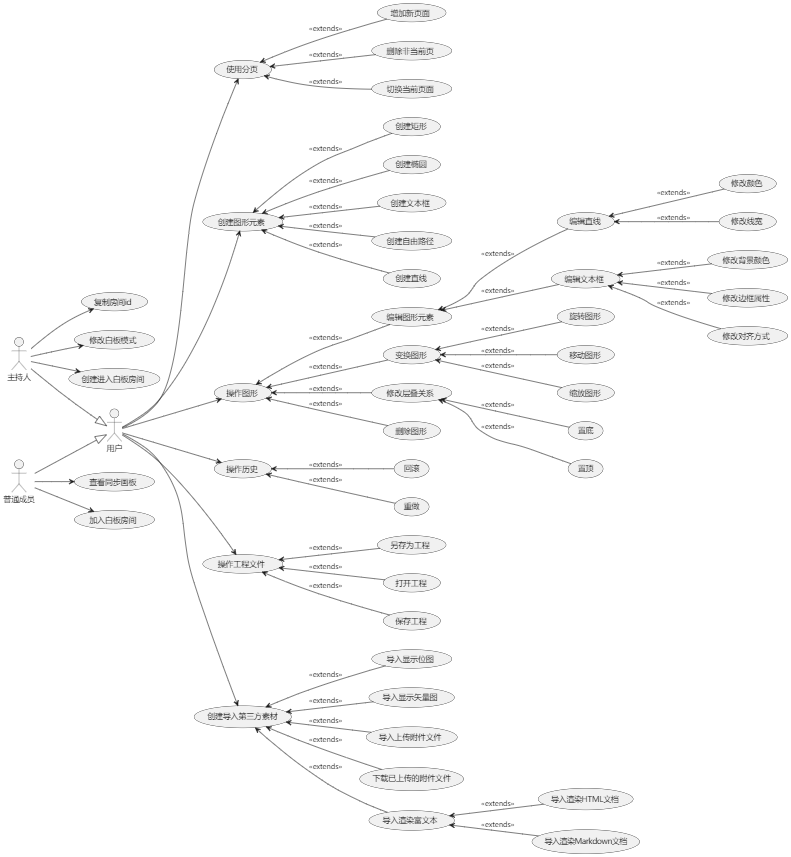 增加新页面
«extends»
删除非当前页
«extends»
使用分页
切换当前页面
«extends»
创建矩形
«extends»
创建椭圆
«extends»
修改颜色
«extends»
创建文本框
«extends»
创建图形元素
编辑直线
修改线宽
«extends»
创建自由路径
«extends»
修改背景颜色
«extends»
创建直线
«extends»
«extends»
编辑文本框
修改边框属性
«extends»
复制房间id
编辑图形元素
«extends»
旋转图形
«extends»
修改对齐方式
«extends»
修改白板模式
变换图形
«extends»
移动图形
«extends»
主持人
创建进入白板房间
操作图形
修改层叠关系
«extends»
缩放图形
«extends»
删除图形
«extends»
置底
«extends»
用户
操作历史
回滚
«extends»
置顶
«extends»
查看同步画板
普通成员
重做
«extends»
加入白板房间
另存为工程
«extends»
操作工程文件
打开工程
«extends»
保存工程
«extends»
导入显示位图
«extends»
导入显示矢量图
«extends»
创建导入第三方素材
导入上传附件文件
«extends»
下载已上传的附件文件
«extends»
导入渲染HTML文档
«extends»
导入渲染富文本
«extends»
导入渲染Markdown文档
«extends»